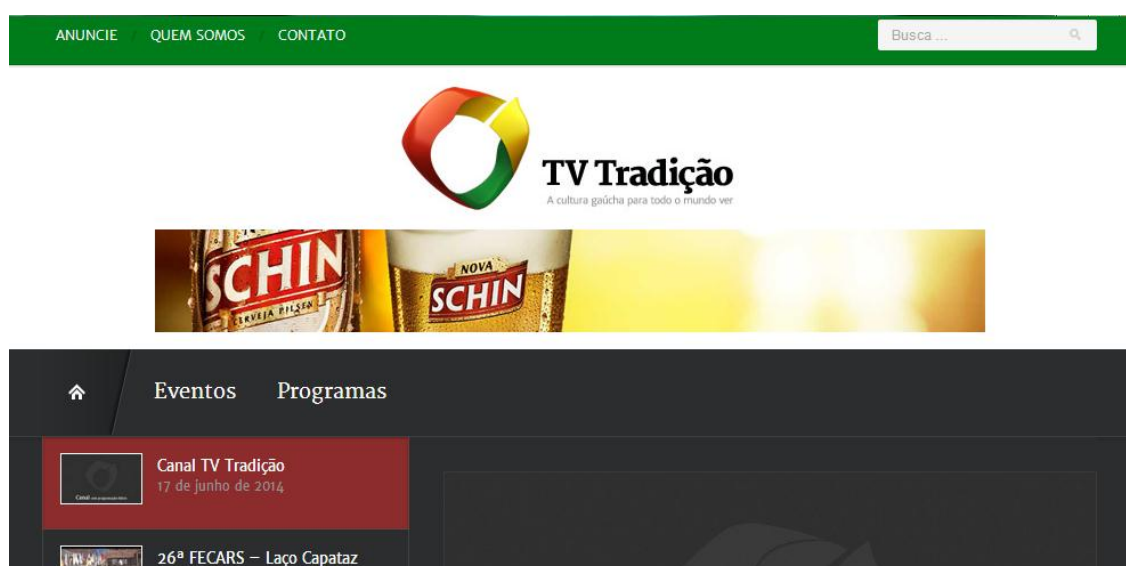 ANUNCIE / QUEM SOMOS / CONTATO
Busca ...
TV Tradição
A cultura gaúcha para todo o mundo ver
SCHIN
CERVEJA PILSEN
NOVA
SCHIN
Eventos Programas
Canal TV Tradição
17 de junho de 2014
Canal
26ª FECARS – Laço Capataz